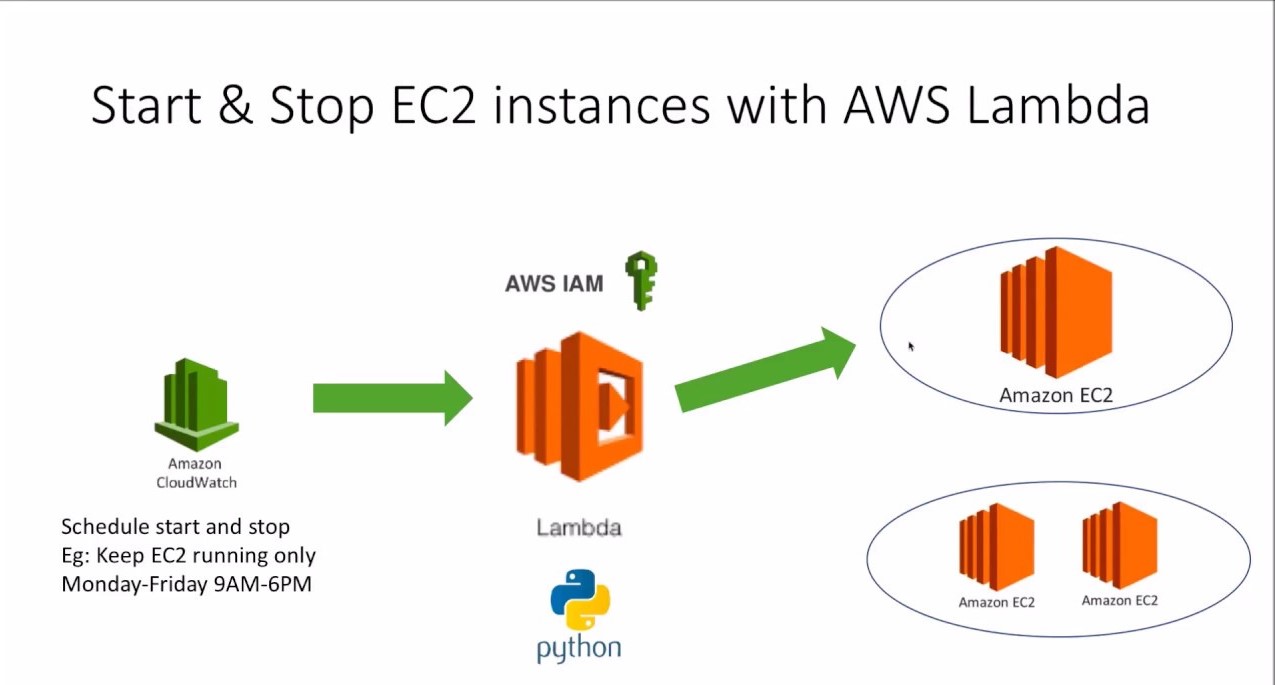 Start & Stop EC2 instances with AWS Lambda
AWS IAM
Amazon EC2
Amazon
CloudWatch
Schedule start and stop
Eg: Keep EC2 running only
Monday-Friday 9AM-6PM
Lambda
python
Amazon EC2
Amazon EC2